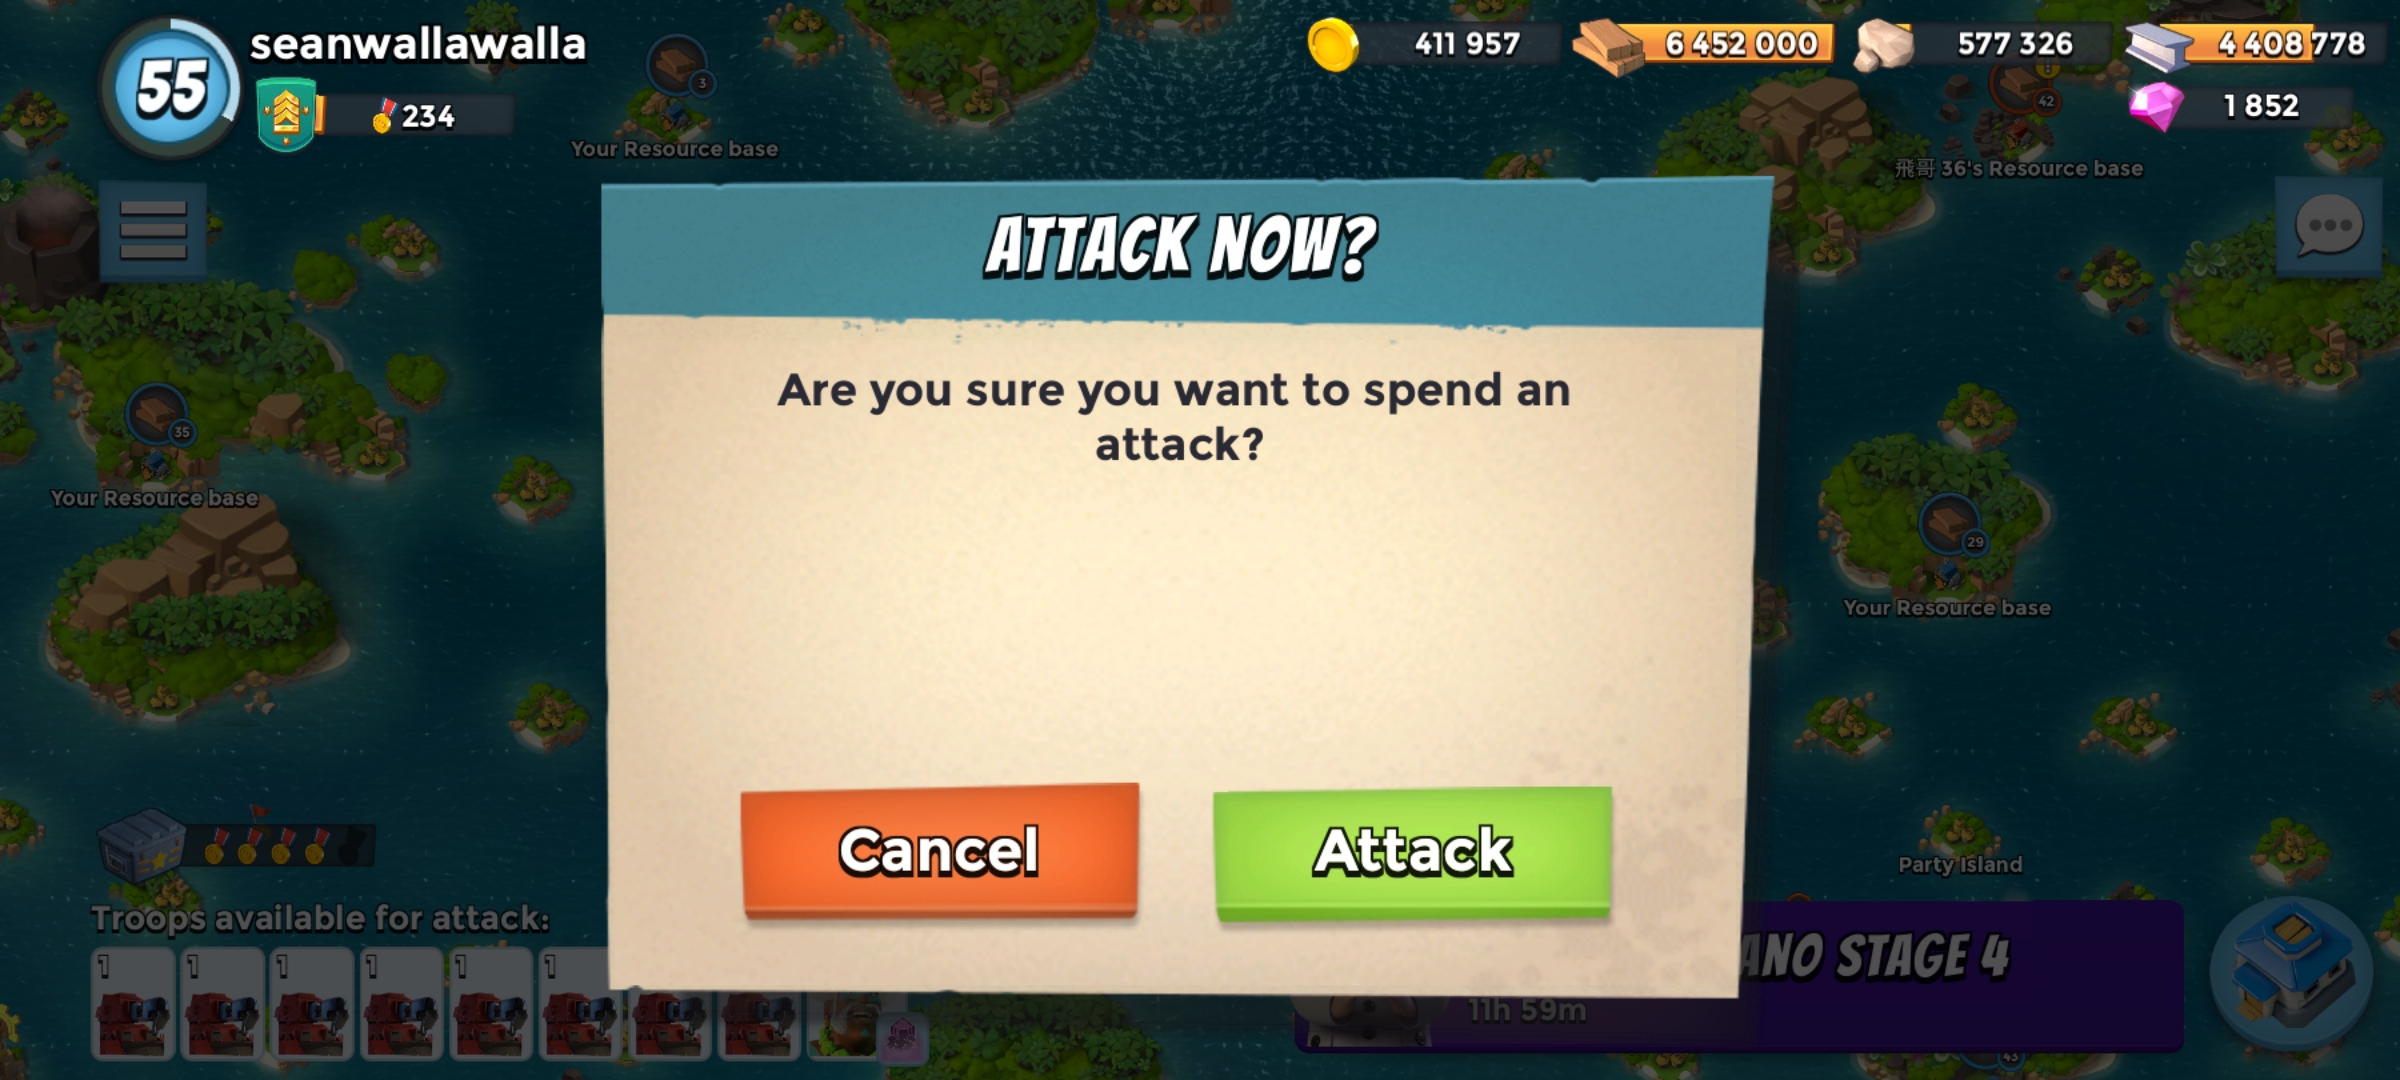 55
seanwallawalla
234
411 957
6 452 000
577 326
4 408 778
1 852
3
Your Resource base
42
飛哥 36's Resource base
ATTACK NOW?
Are you sure you want to spend an
attack?
35
Your Resource base
29
Your Resource base
Cancel
Attack
Party Island
Troops available for attack:
1 1 1 1 1 1
ANO STAGE 4
11h 59m
43